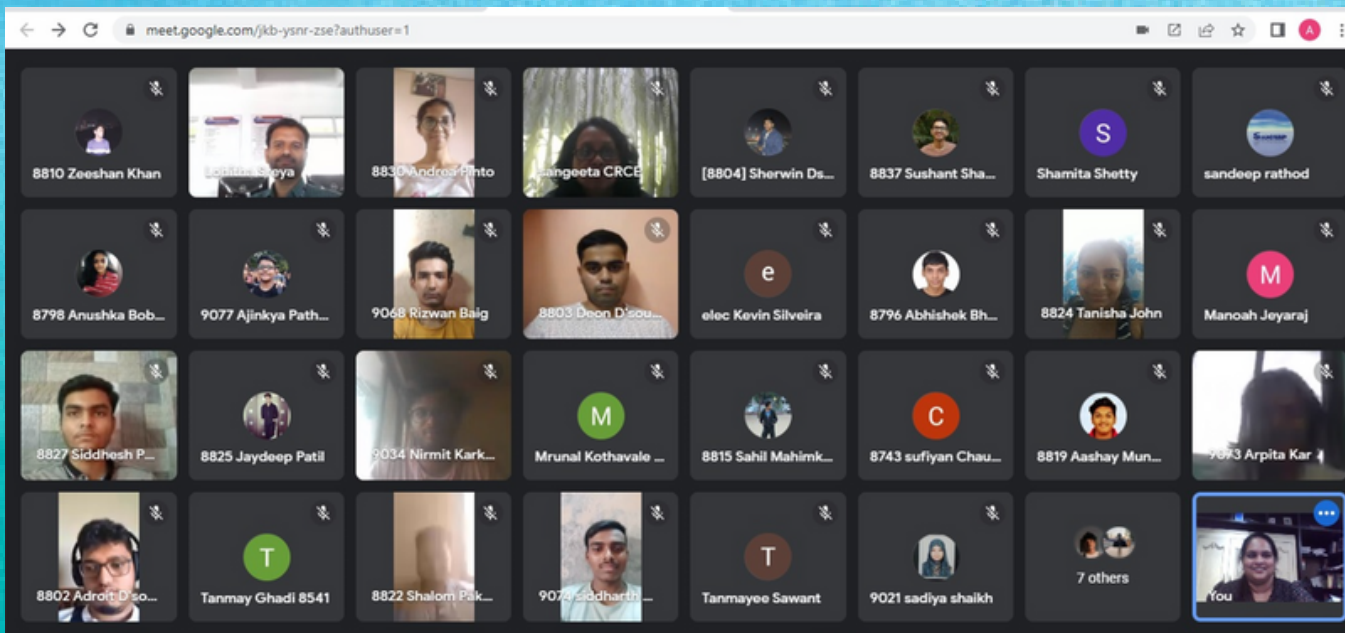 meet.google.com/jkb-ysnr-zse?authuser=1
A
8810 Zeeshan Khan
8830 Andrea Pinto
sangeeta CRCE
[8804] Sherwin Ds...
8837 Sushant Sha...
S
Shamita Shetty
sandeep rathod
8798 Anushka Bob...
9077 Ajinkya Path...
9068 Rizwan Baig
8803 Deon D'sou...
e
elec Kevin Silveira
8796 Abhishek Bh...
8824 Tanisha John
M
Manoah Jeyaraj
8827 Siddhesh P...
8825 Jaydeep Patil
9034 Nirmit Kark...
M
Mrunal Kothavale ...
8815 Sahil Mahimk...
C
8743 sufiyan Chau...
8819 Aashay Mun...
9073 Arpita Kar
8802 Adroit D'so...
T
Tanmay Ghadi 8541
8822 Shalom Pak...
9074 siddharth ...
T
Tanmayee Sawant
9021 sadiya shaikh
7 others
You